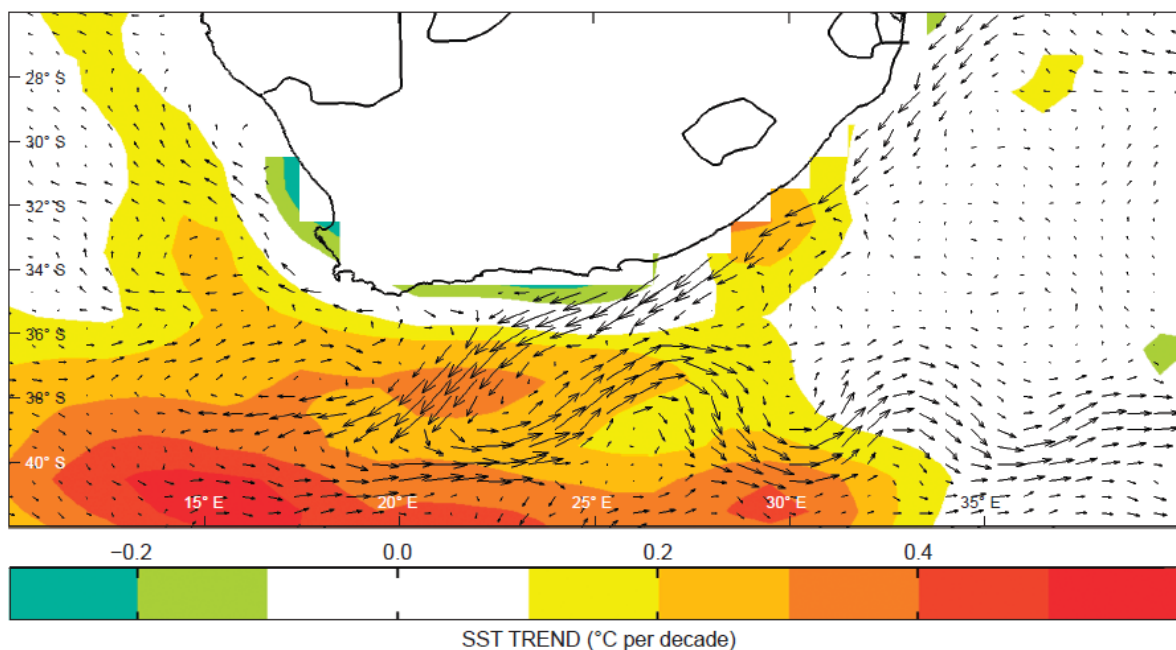 28° S
30° S
32° S
34° S
36° S
38° S
40° S
15° E 20° E 25° E 30° E 35° E
−0.2 0.0 0.2 0.4
SST TREND (°C per decade)